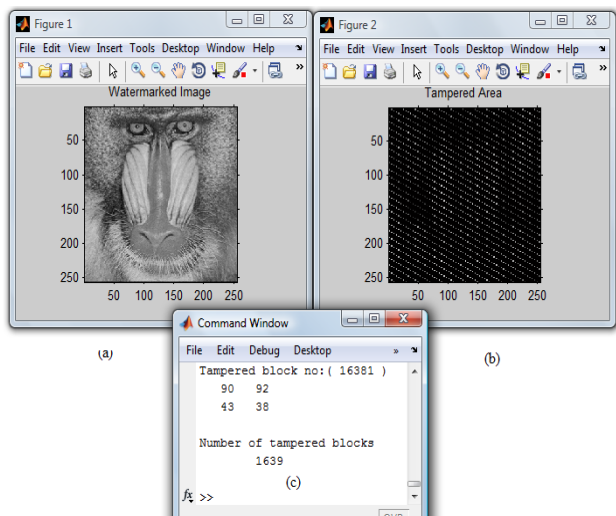 Figure 1
File Edit View Insert Tools Desktop Window Help
Watermarked Image
50
100
150
200
250
50 100 150 200 250
(a)
Figure 2
File Edit View Insert Tools Desktop Window Help
Tampered Area
50
100
150
200
250
50 100 150 200 250
(b)
Command Window
File Edit Debug Desktop
Tampered block no:( 16381 )
90 92
43 38
Number of tampered blocks
1639
(c)
fx >>